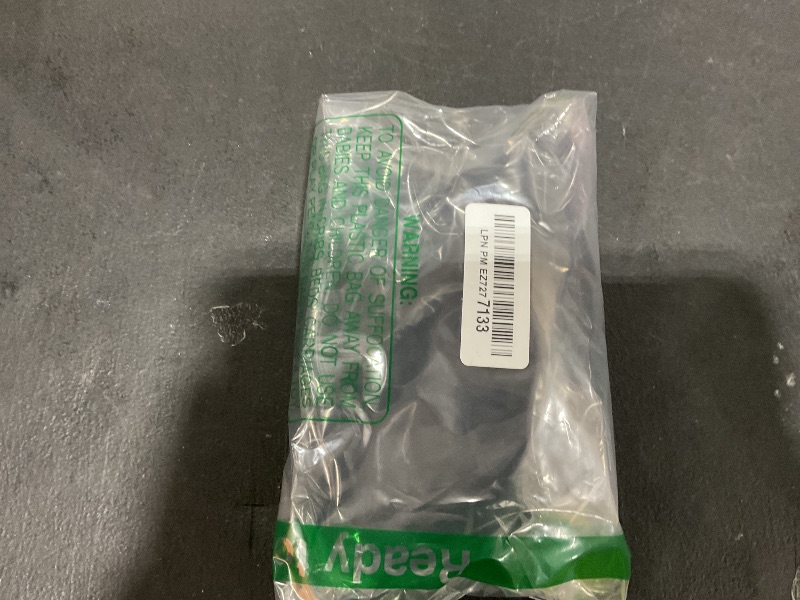 WARNING:
TO AVOID DANGER OF SUFFOCATION
KEEP THIS PLASTIC BAG AWAY FROM
BABIES AND CHILDREN. DO NOT USE
LPN PM EZ727 7133
Ready